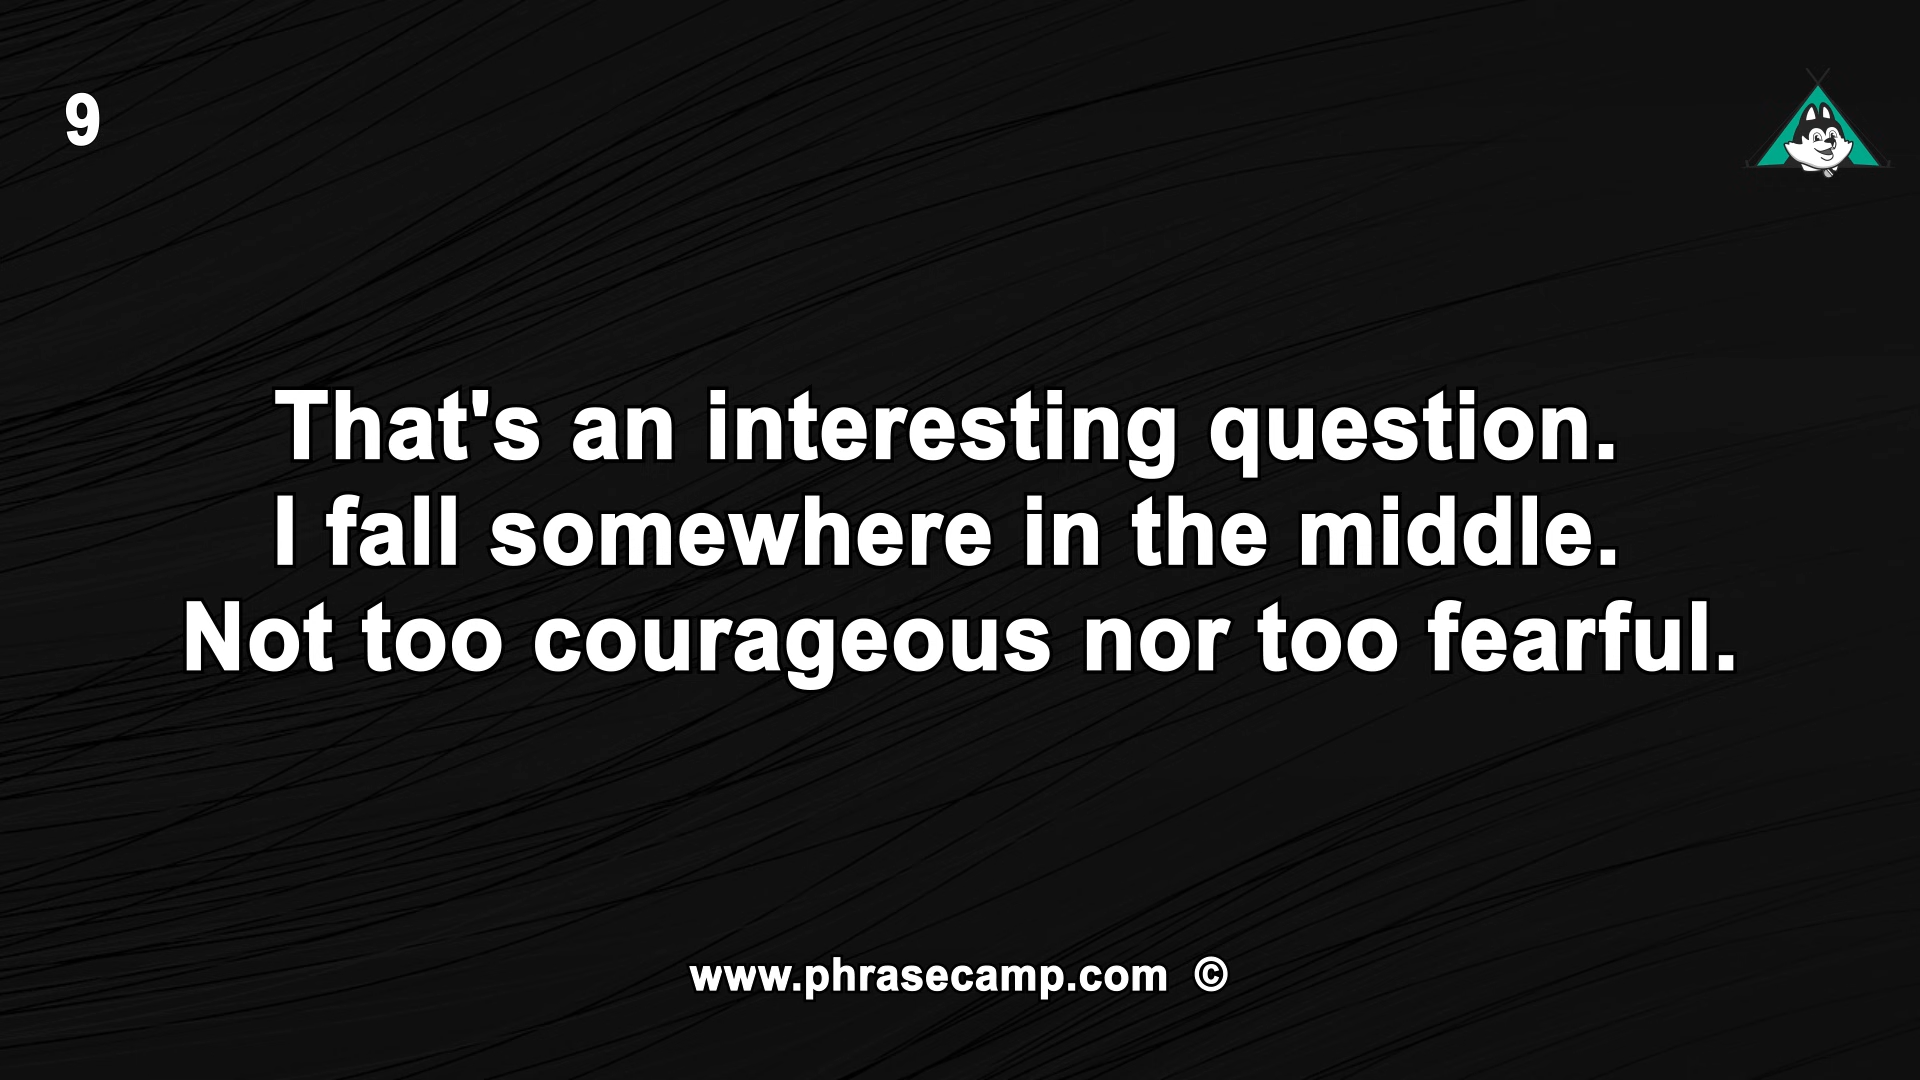 9
That's an interesting question.
I fall somewhere in the middle.
Not too courageous nor too fearful.
www.phrasecamp.com ©